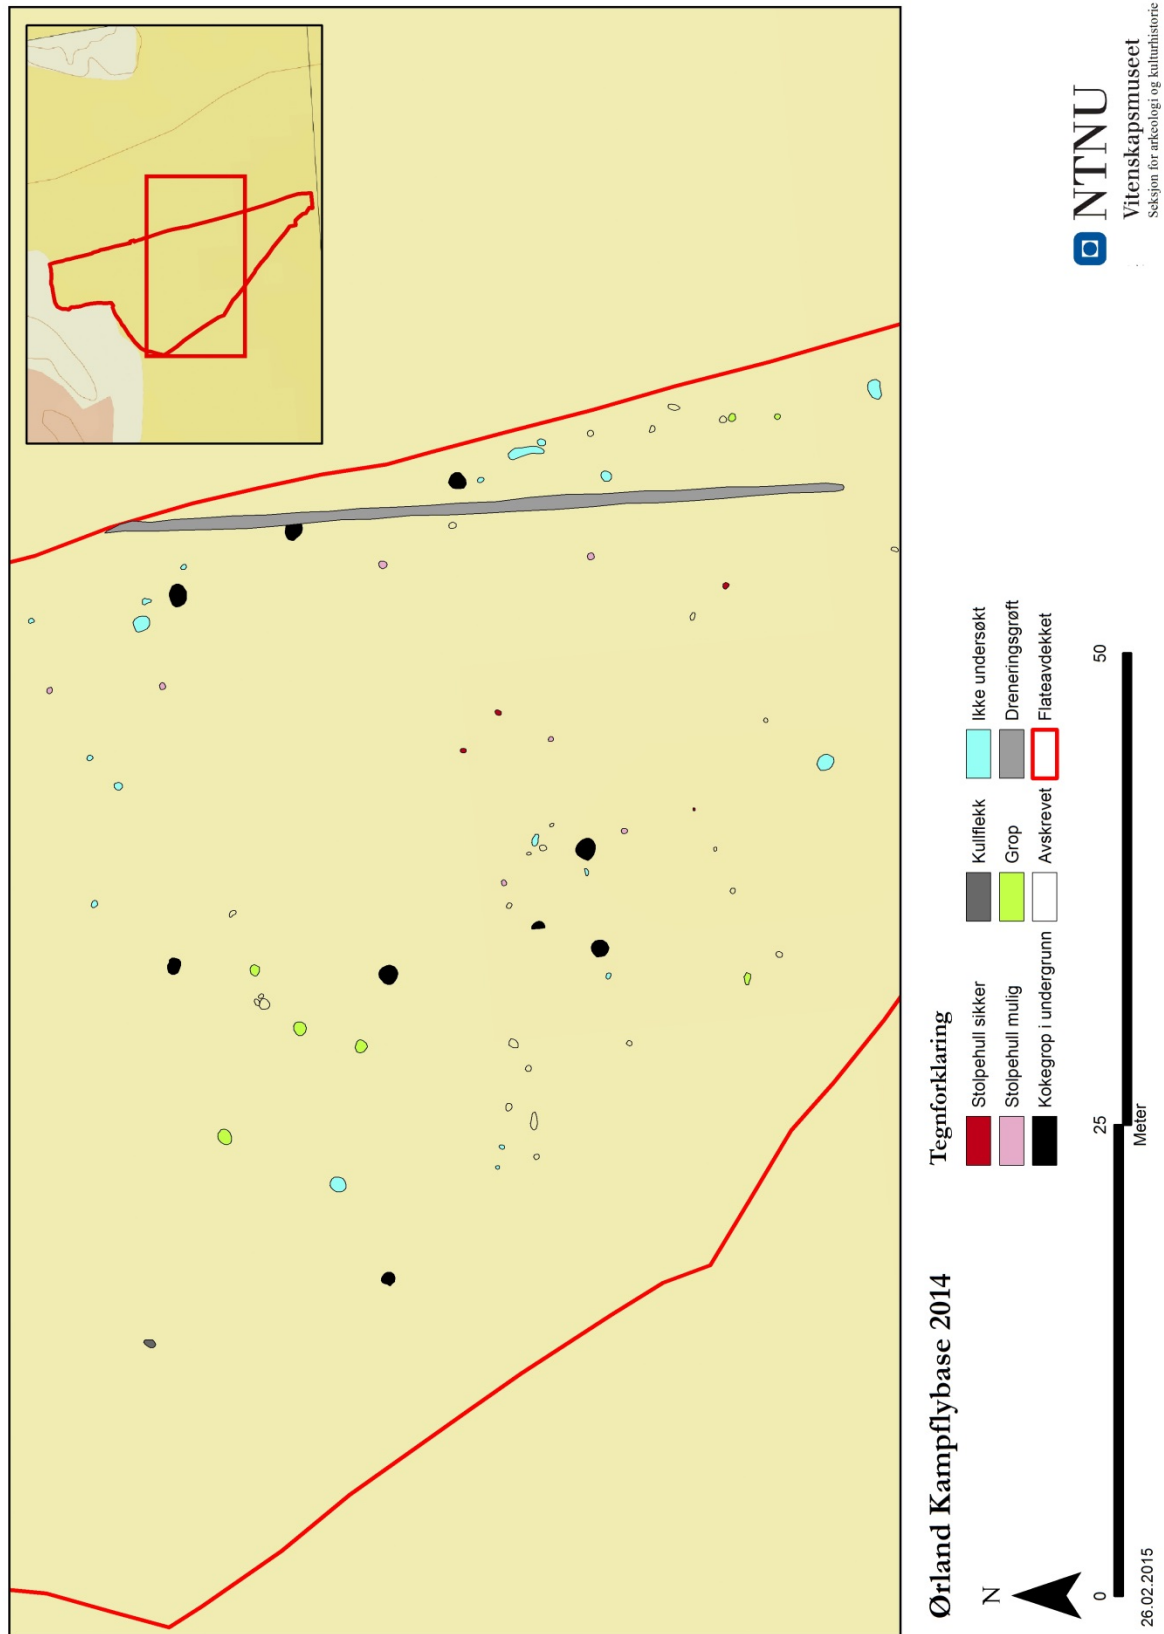 Ørland Kampflybase 2014
N
0
25
50
Meter
26.02.2015
Tegnforklaring
Stolpehull sikker
Stolpehull mulig
Kokegrop i undergrunn
Kullflekk
Grop
Avskrevet
Ikke undersøkt
Dreneringsgrøft
Flateavdekket
NTNU
Vitenskapsmuseet
Seksjon for arkeologi og kulturhistorie